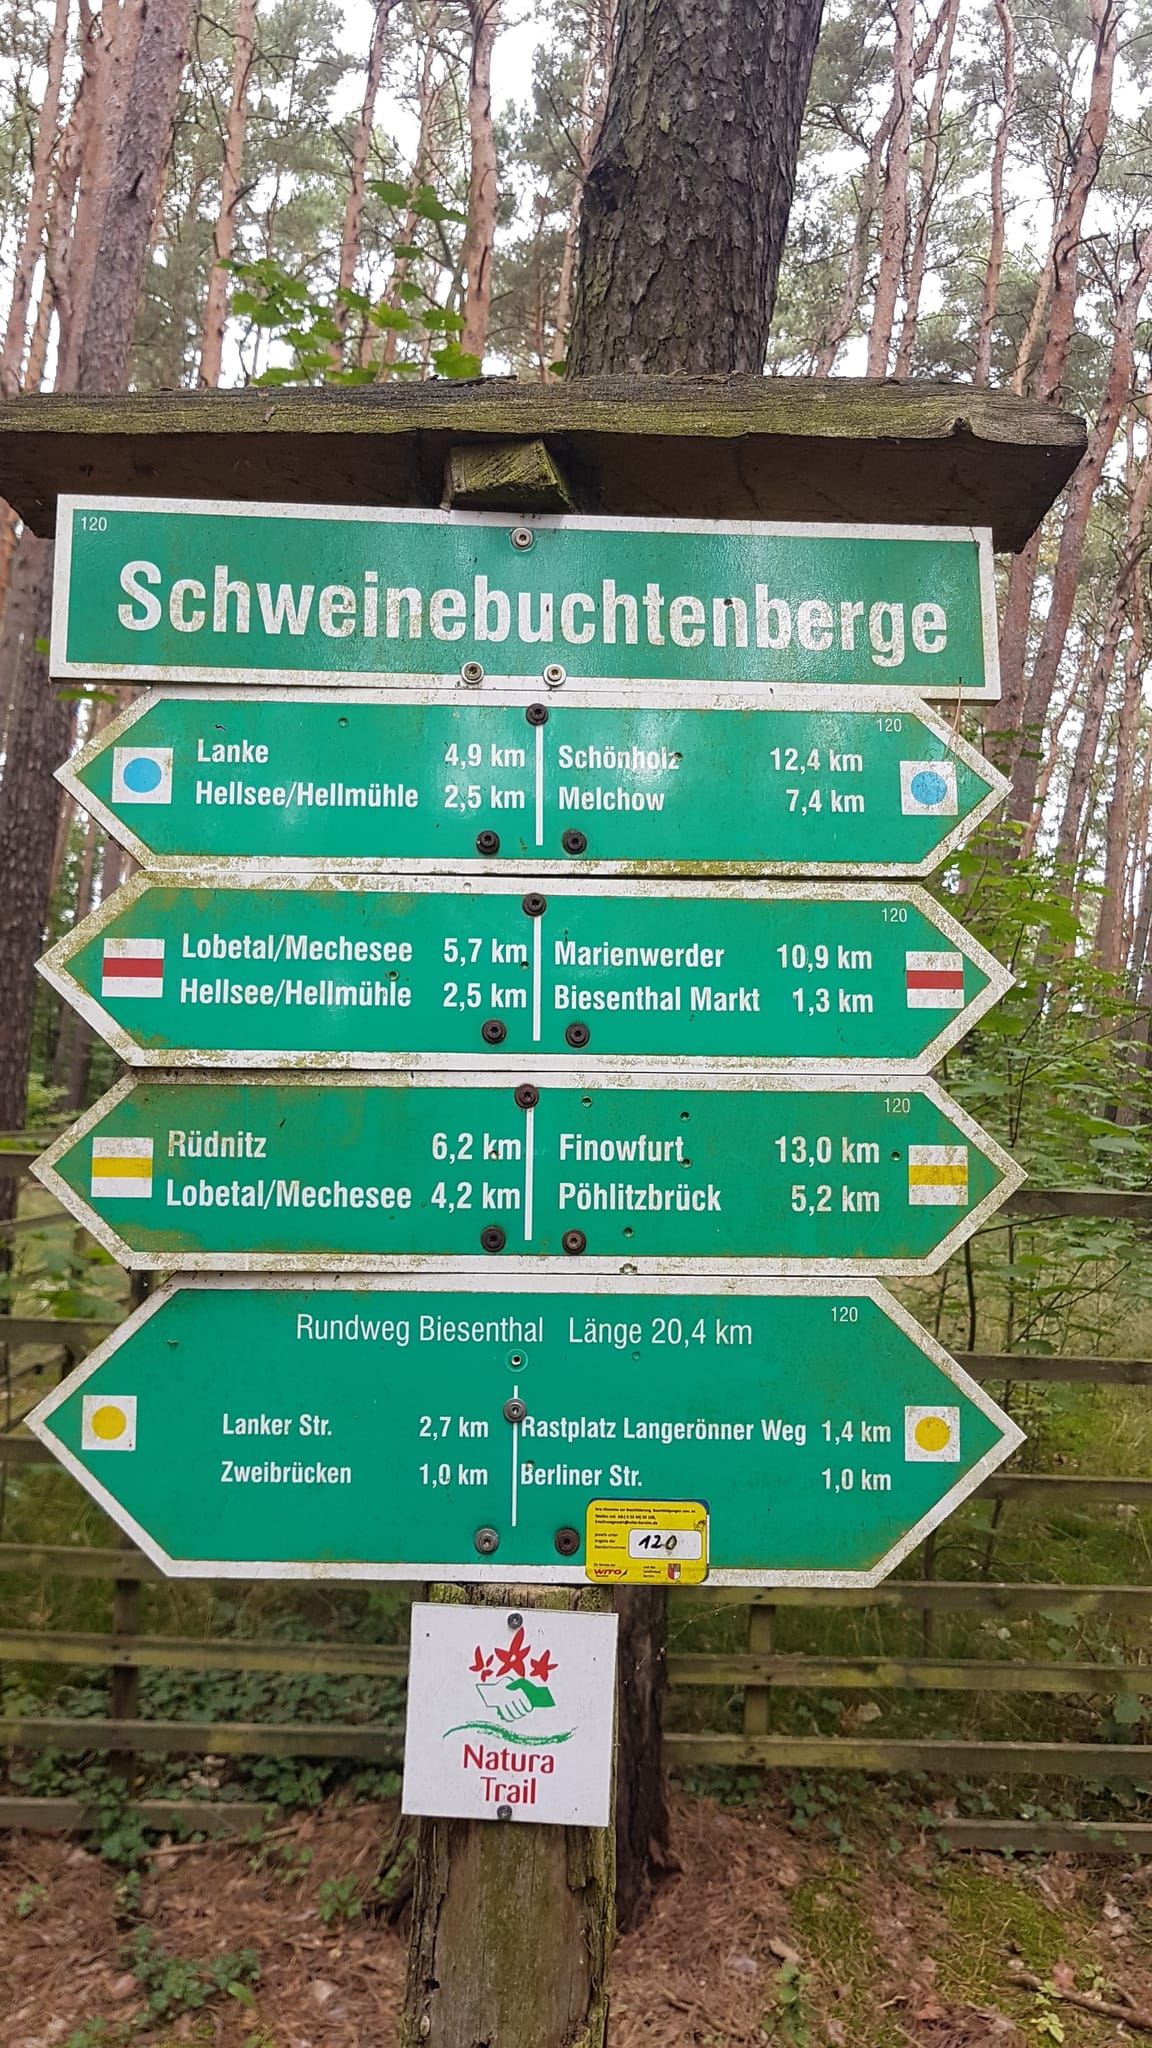 120
Schweinebuchtenberge
120
Lanke 4,9 km Schönholz 12,4 km
Hellsee/Hellmühle 2,5 km Melchow 7,4 km
120
Lobetal/Mechesee 5,7 km Marienwerder 10,9 km
Hellsee/Hellmühle 2,5 km Biesenthal Markt 1,3 km
120
Rüdnitz 6,2 km Finowfurt 13,0 km
Lobetal/Mechesee 4,2 km Pöhlitzbrück 5,2 km
120
Rundweg Biesenthal Länge 20,4 km
Lanker Str. 2,7 km Rastplatz Langerönner Weg 1,4 km
Zweibrücken 1,0 km Berliner Str. 1,0 km
120
WITO
Natura
Trail